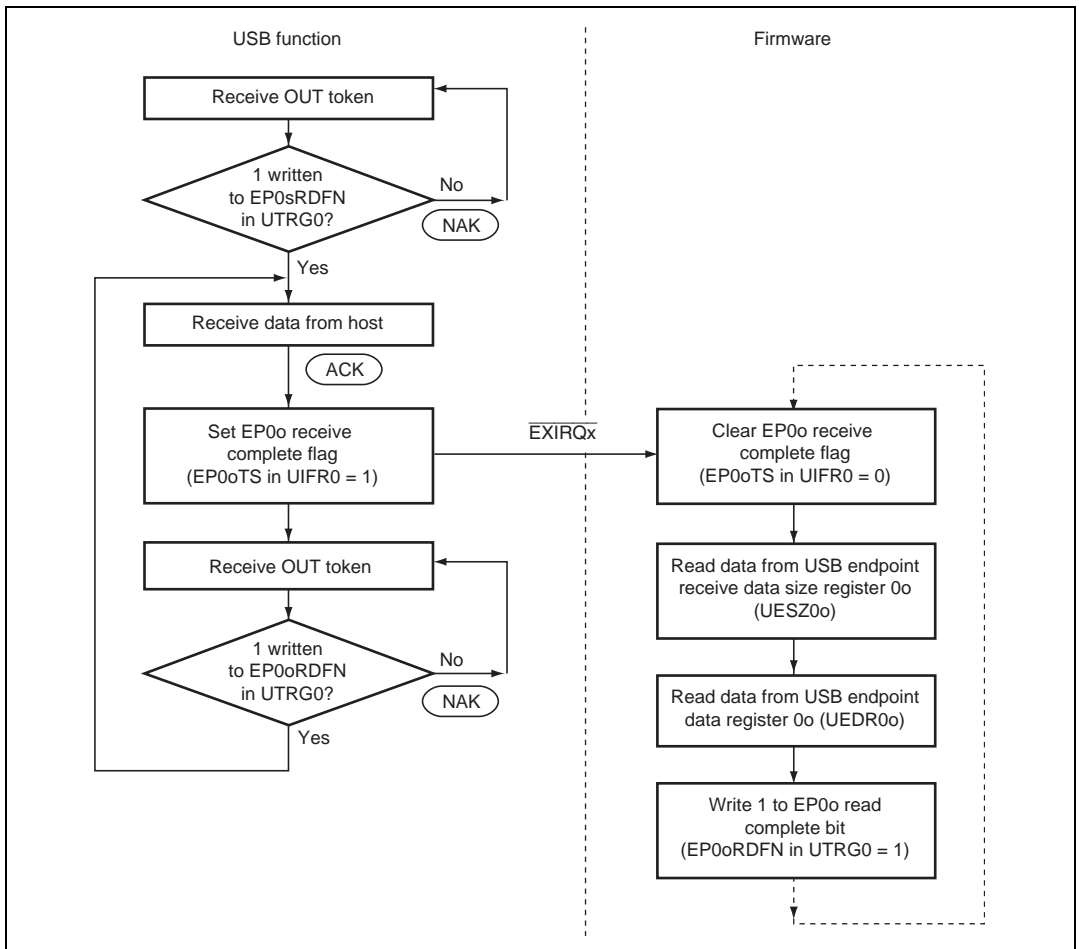 USB function
Firmware
Receive OUT token
1 written
to EP0sRDFN
in UTRG0?
No
NAK
Yes
Receive data from host
ACK
Set EP0o receive
complete flag
(EP0oTS in UIFR0 = 1)
EXIRQx
Clear EP0o receive
complete flag
(EP0oTS in UIFR0 = 0)
Receive OUT token
Read data from USB endpoint
receive data size register 0o
(UESZ0o)
1 written
to EP0oRDFN
in UTRG0?
No
NAK
Yes
Read data from USB endpoint
data register 0o (UEDR0o)
Write 1 to EP0o read
complete bit
(EP0oRDFN in UTRG0 = 1)